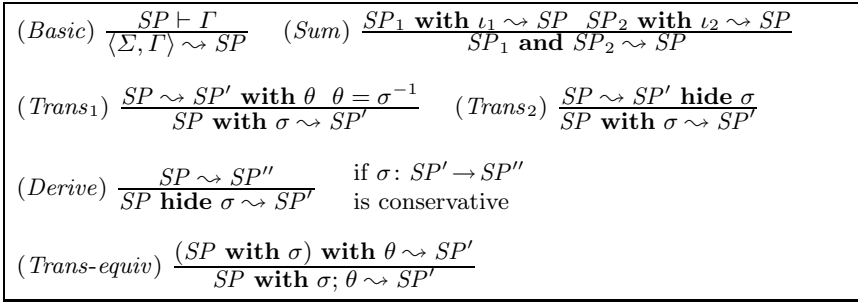 (Basic) SP ⊢ Γ / ⟨Σ, Γ⟩ ⇝ SP (Sum) SP₁ with ι₁ ⇝ SP SP₂ with ι₂ ⇝ SP / SP₁ and SP₂ ⇝ SP
(Trans₁) SP ⇝ SP′ with θ θ = σ⁻¹ / SP with σ ⇝ SP′ (Trans₂) SP ⇝ SP′ hide σ / SP with σ ⇝ SP′
(Derive) SP ⇝ SP″ / SP hide σ ⇝ SP′ if σ: SP′ → SP″
is conservative
(Trans-equiv) (SP with σ) with θ ⇝ SP′ / SP with σ; θ ⇝ SP′